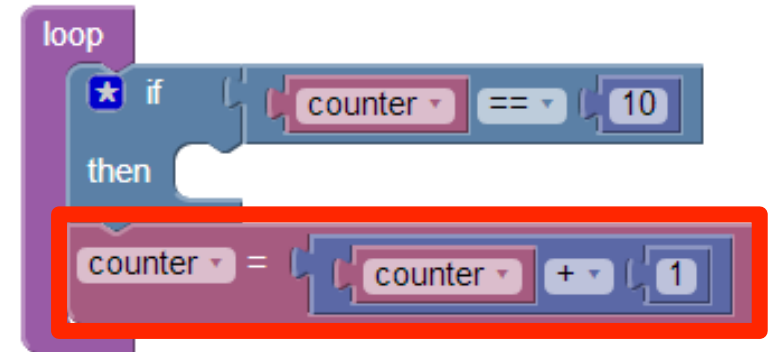 loop
if counter == 10
then
counter = counter + 1